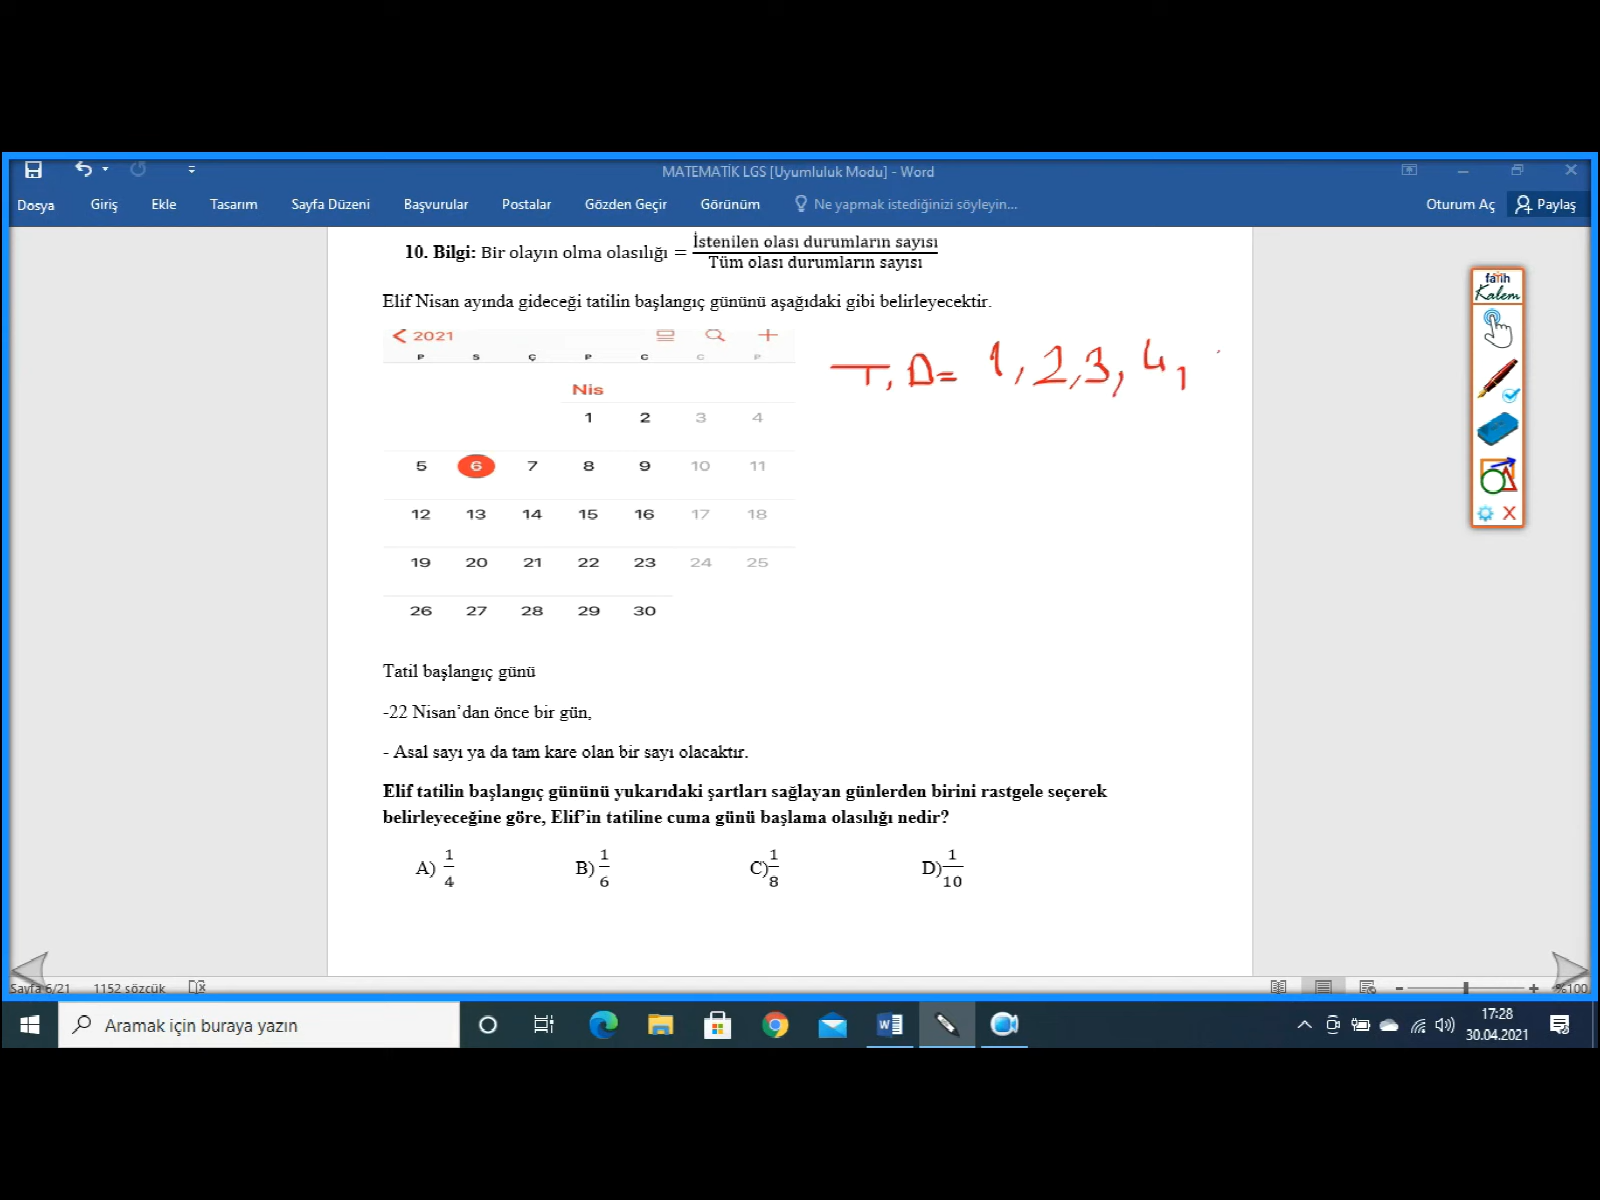 MATEMATİK LGS [Uyumluluk Modu] - Word
Dosya Giriş Ekle Tasarım Sayfa Düzeni Başvurular Postalar Gözden Geçir Görünüm Ne yapmak istediğinizi söyleyin... Oturum Aç Paylaş
10. Bilgi: Bir olayın olma olasılığı = İstenilen olası durumların sayısı / Tüm olası durumların sayısı
Elif Nisan ayında gideceği tatilin başlangıç gününü aşağıdaki gibi belirleyecektir.
2021
P S Ç P C C P
Nis
1 2 3 4
5 6 7 8 9 10 11
12 13 14 15 16 17 18
19 20 21 22 23 24 25
26 27 28 29 30
T, D = 1, 2, 3, 4,
fatih
Kalem
Tatil başlangıç günü
-22 Nisan'dan önce bir gün,
- Asal sayı ya da tam kare olan bir sayı olacaktır.
Elif tatilin başlangıç gününü yukarıdaki şartları sağlayan günlerden birini rastgele seçerek
belirleyeceğine göre, Elif'in tatiline cuma günü başlama olasılığı nedir?
A) 1/4 B) 1/6 C) 1/8 D) 1/10
Sayfa 6/21 1152 sözcük %100
Aramak için buraya yazın
17:28
30.04.2021